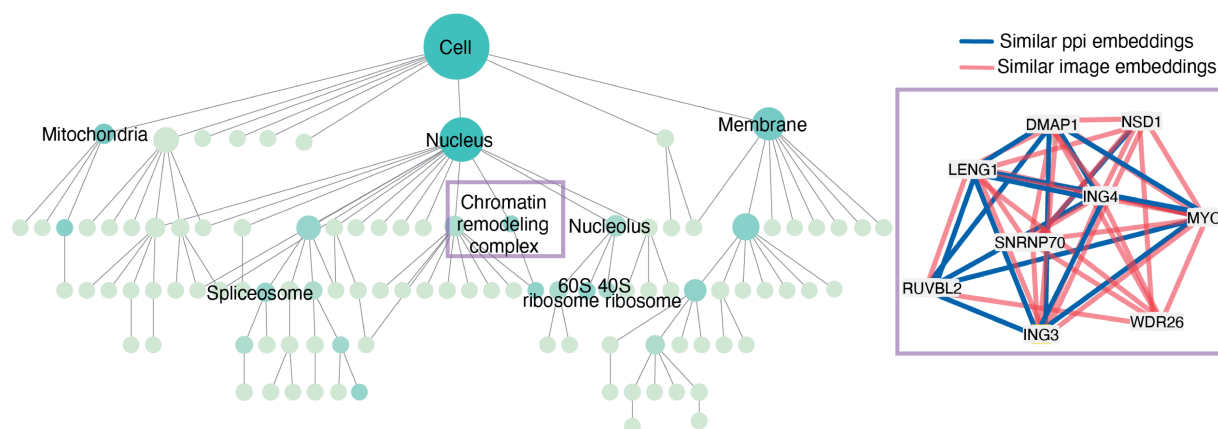 Cell
Similar ppi embeddings
Similar image embeddings
Mitochondria
Nucleus
Membrane
Chromatin
remodeling
complex
Nucleolus
Spliceosome
60S 40S
ribosome ribosome
DMAP1
NSD1
LENG1
ING4
MYC
SNRNP70
RUVBL2
WDR26
ING3